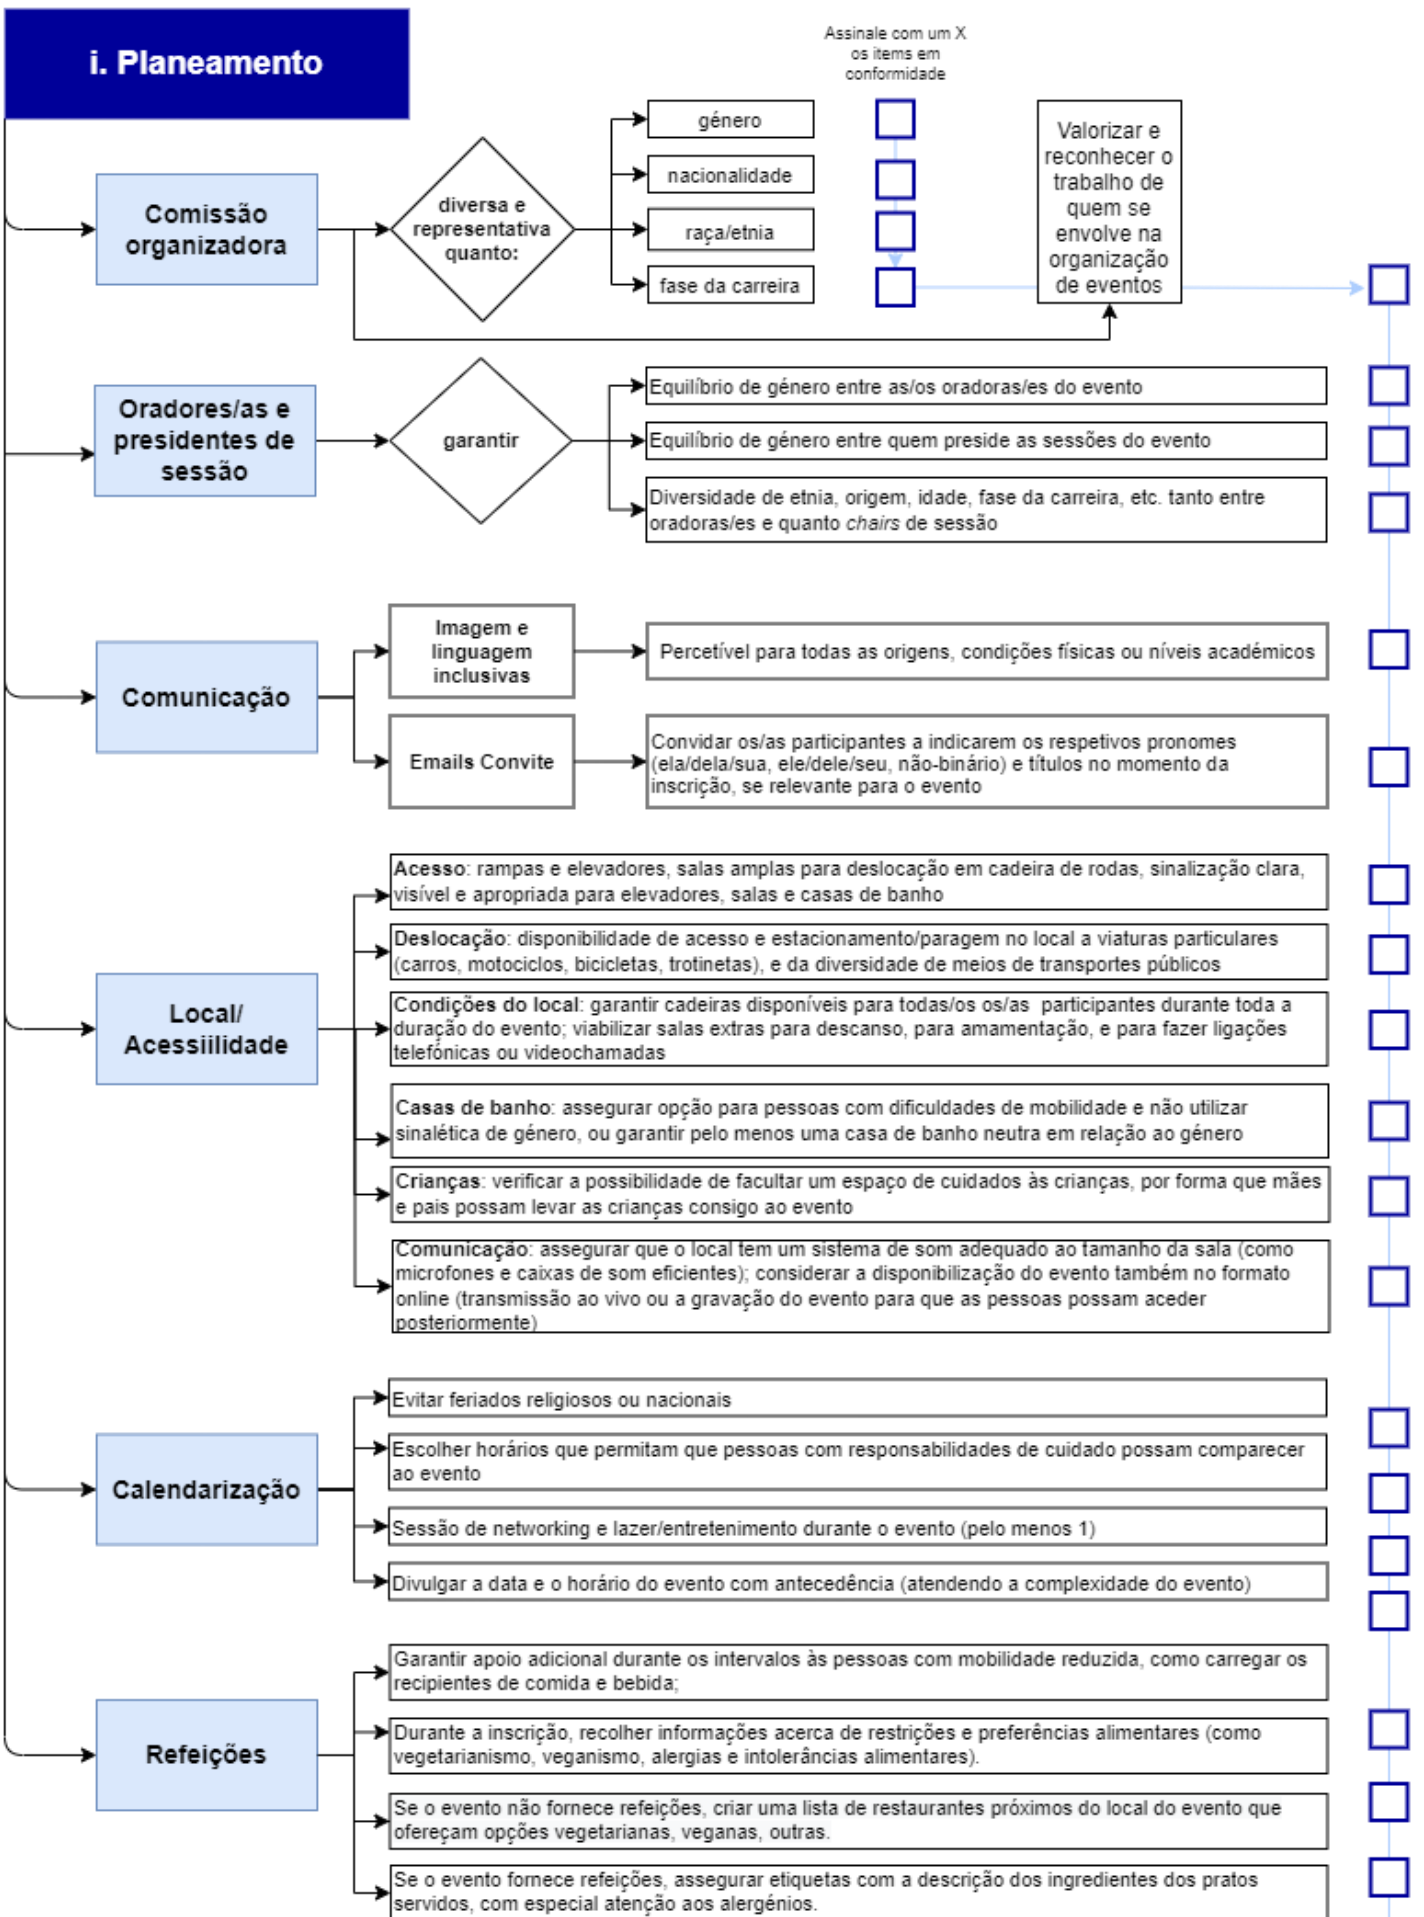 i. Planeamento
Assinale com um X
os items em
conformidade
Comissão
organizadora
diversa e
representativa
quanto:
género
nacionalidade
raça/etnia
fase da carreira
Valorizar e
reconhecer o
trabalho de
quem se
envolve na
organização
de eventos
Oradores/as e
presidentes de
sessão
garantir
Equilíbrio de género entre as/os oradoras/es do evento
Equilíbrio de género entre quem preside as sessões do evento
Diversidade de etnia, origem, idade, fase da carreira, etc. tanto entre
oradoras/es e quanto chairs de sessão
Comunicação
Imagem e
linguagem
inclusivas
Percetível para todas as origens, condições físicas ou níveis académicos
Emails Convite
Convidar os/as participantes a indicarem os respetivos pronomes
(ela/dela/sua, ele/dele/seu, não-binário) e títulos no momento da
inscrição, se relevante para o evento
Local/
Acessiilidade
Acesso: rampas e elevadores, salas amplas para deslocação em cadeira de rodas, sinalização clara,
visível e apropriada para elevadores, salas e casas de banho
Deslocação: disponibilidade de acesso e estacionamento/paragem no local a viaturas particulares
(carros, motociclos, bicicletas, trotinetas), e da diversidade de meios de transportes públicos
Condições do local: garantir cadeiras disponíveis para todas/os os/as participantes durante toda a
duração do evento; viabilizar salas extras para descanso, para amamentação, e para fazer ligações
telefónicas ou videochamadas
Casas de banho: assegurar opção para pessoas com dificuldades de mobilidade e não utilizar
sinalética de género, ou garantir pelo menos uma casa de banho neutra em relação ao género
Crianças: verificar a possibilidade de facultar um espaço de cuidados às crianças, por forma que mães
e pais possam levar as crianças consigo ao evento
Comunicação: assegurar que o local tem um sistema de som adequado ao tamanho da sala (como
microfones e caixas de som eficientes); considerar a disponibilização do evento também no formato
online (transmissão ao vivo ou a gravação do evento para que as pessoas possam aceder
posteriormente)
Calendarização
Evitar feriados religiosos ou nacionais
Escolher horários que permitam que pessoas com responsabilidades de cuidado possam comparecer
ao evento
Sessão de networking e lazer/entretenimento durante o evento (pelo menos 1)
Divulgar a data e o horário do evento com antecedência (atendendo a complexidade do evento)
Refeições
Garantir apoio adicional durante os intervalos às pessoas com mobilidade reduzida, como carregar os
recipientes de comida e bebida;
Durante a inscrição, recolher informações acerca de restrições e preferências alimentares (como
vegetarianismo, veganismo, alergias e intolerâncias alimentares).
Se o evento não fornece refeições, criar uma lista de restaurantes próximos do local do evento que
ofereçam opções vegetarianas, veganas, outras.
Se o evento fornece refeições, assegurar etiquetas com a descrição dos ingredientes dos pratos
servidos, com especial atenção aos alergénios.